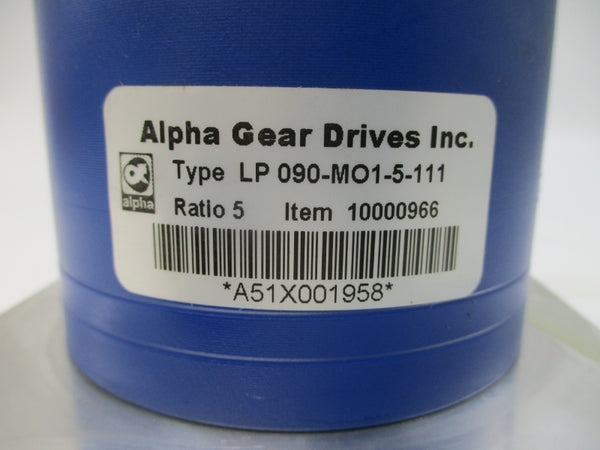 Alpha Gear Drives Inc.
Type LP 090-MO1-5-111
alpha
Ratio 5 Item 10000966
*A51X001958*